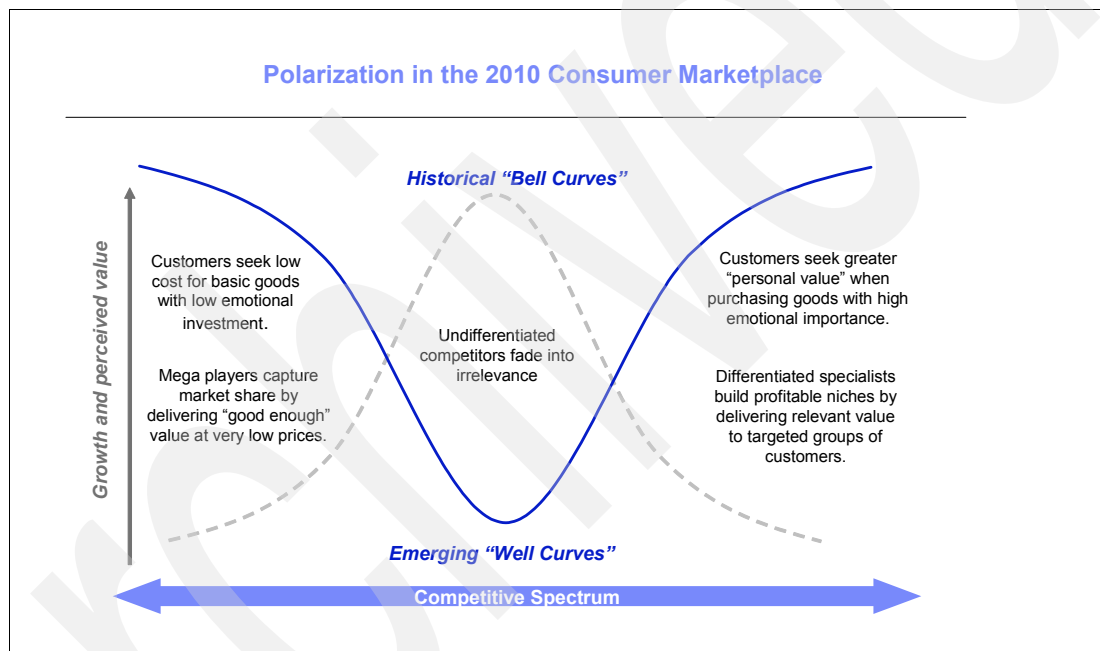 Polarization in the 2010 Consumer Marketplace
Historical “Bell Curves”
Growth and perceived value
Customers seek low
cost for basic goods
with low emotional
investment.
Mega players capture
market share by
delivering “good enough”
value at very low prices.
Undifferentiated
competitors fade into
irrelevance
Customers seek greater
“personal value” when
purchasing goods with high
emotional importance.
Differentiated specialists
build profitable niches by
delivering relevant value
to targeted groups of
customers.
Emerging “Well Curves”
Competitive Spectrum